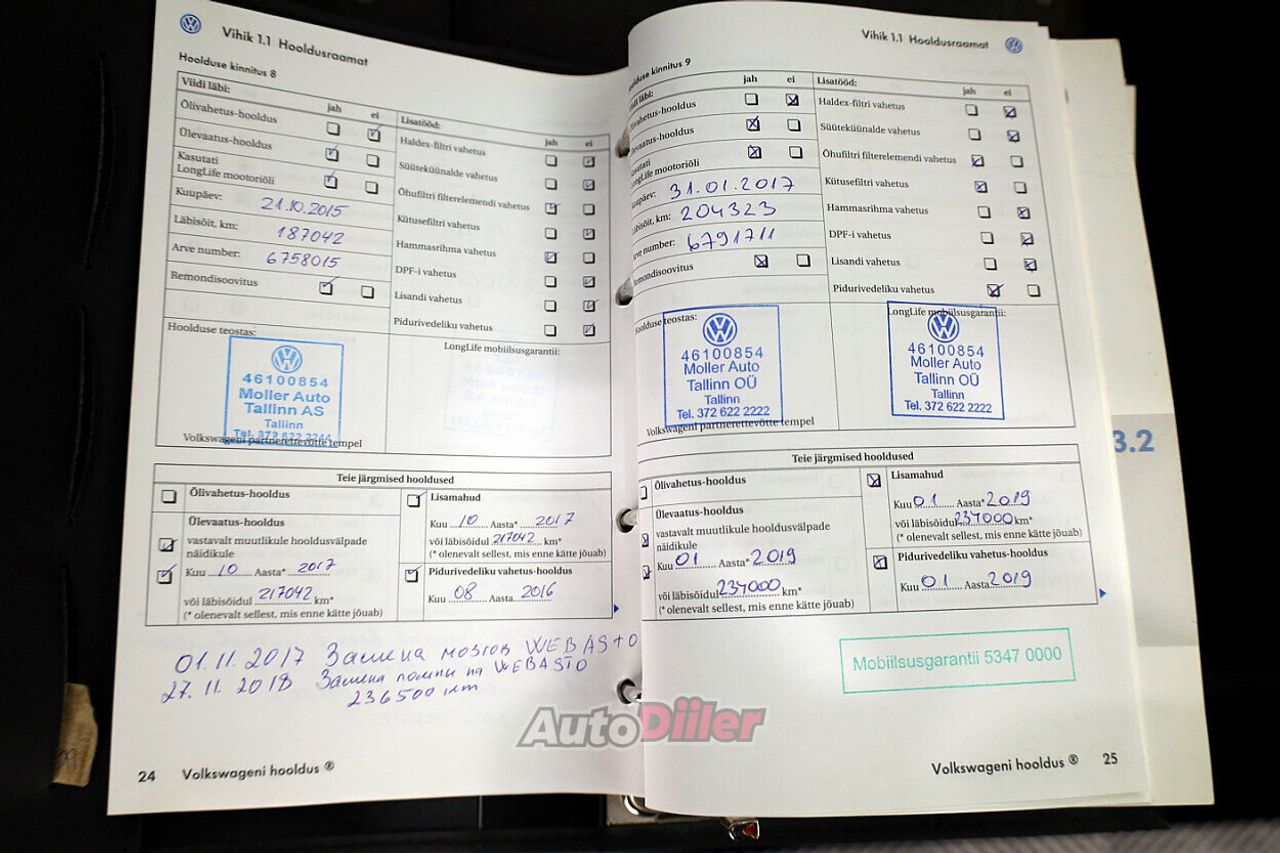 Vihik 1.1 Hooldusraamat
Hoolduse kinnitus 8
Viidi läbi:
jah
ei
Õlivahetus-hooldus
Ülevaatus-hooldus
Kasutati
LongLife mootoriõli
Kuupäev: 21.10.2015
Läbisõit, km: 187042
Arve number: 6758015
Remondisoovitus
Lisatööd:
jah
ei
Haldex-filtri vahetus
Süüteküünalde vahetus
Õhufiltri filterelemendi vahetus
Kütusefiltri vahetus
Hammasrihma vahetus
DPF-i vahetus
Lisandi vahetus
Pidurivedeliku vahetus
Hoolduse teostas:
LongLife mobiilsusgarantii:
46100854
Moller Auto
Tallinn AS
Tallinn
Tel. 372 622 2244
Volkswageni partnerettevõtte tempel
Teie järgmised hooldused
Õlivahetus-hooldus
Ülevaatus-hooldus
vastavalt muutlikule hooldusvälpade
näidikule
Kuu 10 Aasta* 2017
või läbisõidul 217042 km*
(* olenevalt sellest, mis enne kätte jõuab)
Lisamahud
Kuu 10 Aasta* 2017
või läbisõidul 217042 km*
(* olenevalt sellest, mis enne kätte jõuab)
Pidurivedeliku vahetus-hooldus
Kuu 08 Aasta 2016
01.11.2017 Замена мозгов WEBASTO
27.11.2018 Замена помпы на WEBASTO
236500 км
24 Volkswageni hooldus ®
Vihik 1.1 Hooldusraamat
Hoolduse kinnitus 9
jah
ei
Lisatööd:
jah
ei
LongLife mootoriõli
31.01.2017
Läbisõit, km: 204323
number: 6791711
Remondisoovitus
Haldex-filtri vahetus
Süüteküünalde vahetus
Õhufiltri filterelemendi vahetus
Kütusefiltri vahetus
Hammasrihma vahetus
DPF-i vahetus
Lisandi vahetus
Pidurivedeliku vahetus
Hoolduse teostas:
LongLife mobiilsusgarantii:
46100854
Moller Auto
Tallinn OÜ
Tallinn
Tel. 372 622 2222
46100854
Moller Auto
Tallinn OÜ
Tallinn
Tel. 372 622 2222
Volkswageni partnerettevõtte tempel
Teie järgmised hooldused
Õlivahetus-hooldus
Ülevaatus-hooldus
vastavalt muutlikule hooldusvälpade
näidikule
Kuu 01 Aasta* 2019
või läbisõidul 234000 km*
(* olenevalt sellest, mis enne kätte jõuab)
Lisamahud
Kuu 01 Aasta* 2019
või läbisõidul 237000 km*
(* olenevalt sellest, mis enne kätte jõuab)
Pidurivedeliku vahetus-hooldus
Kuu 01 Aasta 2019
Mobiilsusgarantii 5347 0000
Volkswageni hooldus ® 25
3.2
AutoDiiler